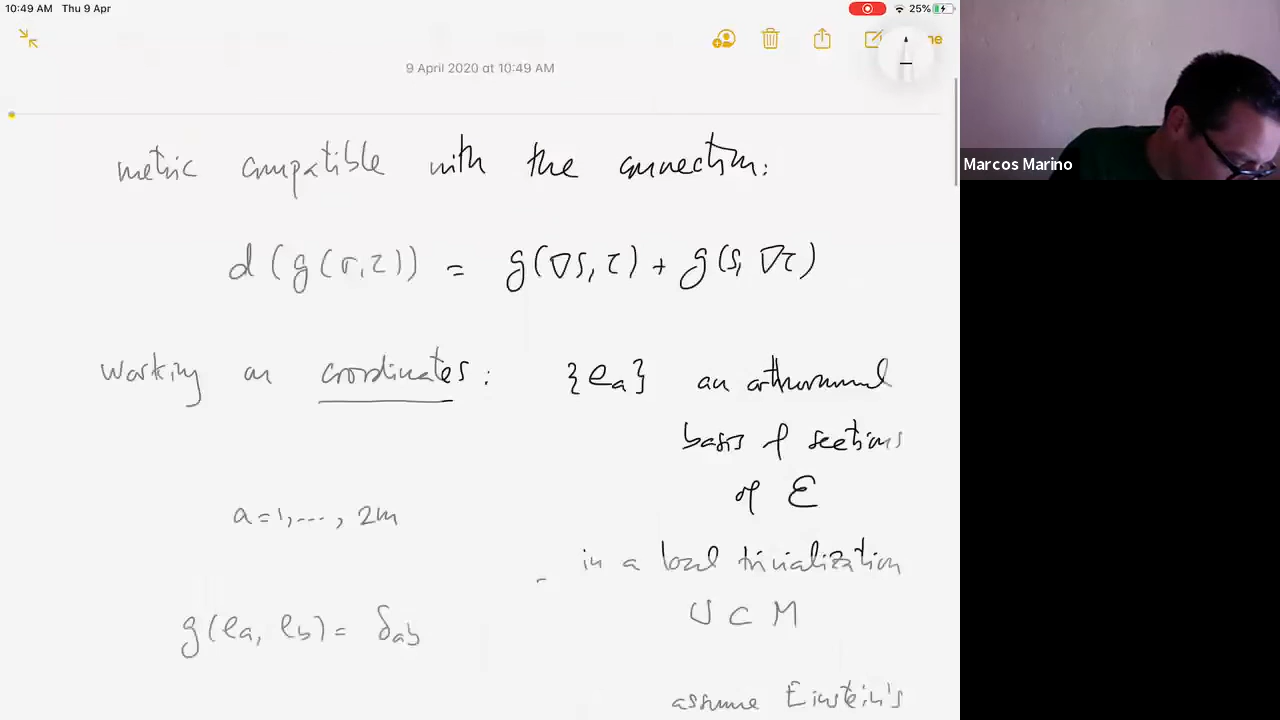 10:49 AM Thu 9 Apr
25%
9 April 2020 at 10:49 AM
Marcos Marino
metric compatible with the connection:
d(g(σ,τ)) = g(∇s,τ) + g(s,∇τ)
Working on coordinates: {e_a} an orthonormal
basis of sections
of E
a=1,..., 2m
in a local trivialization
U ⊂ M
g(e_a, e_b) = δ_ab
assume Einstein's